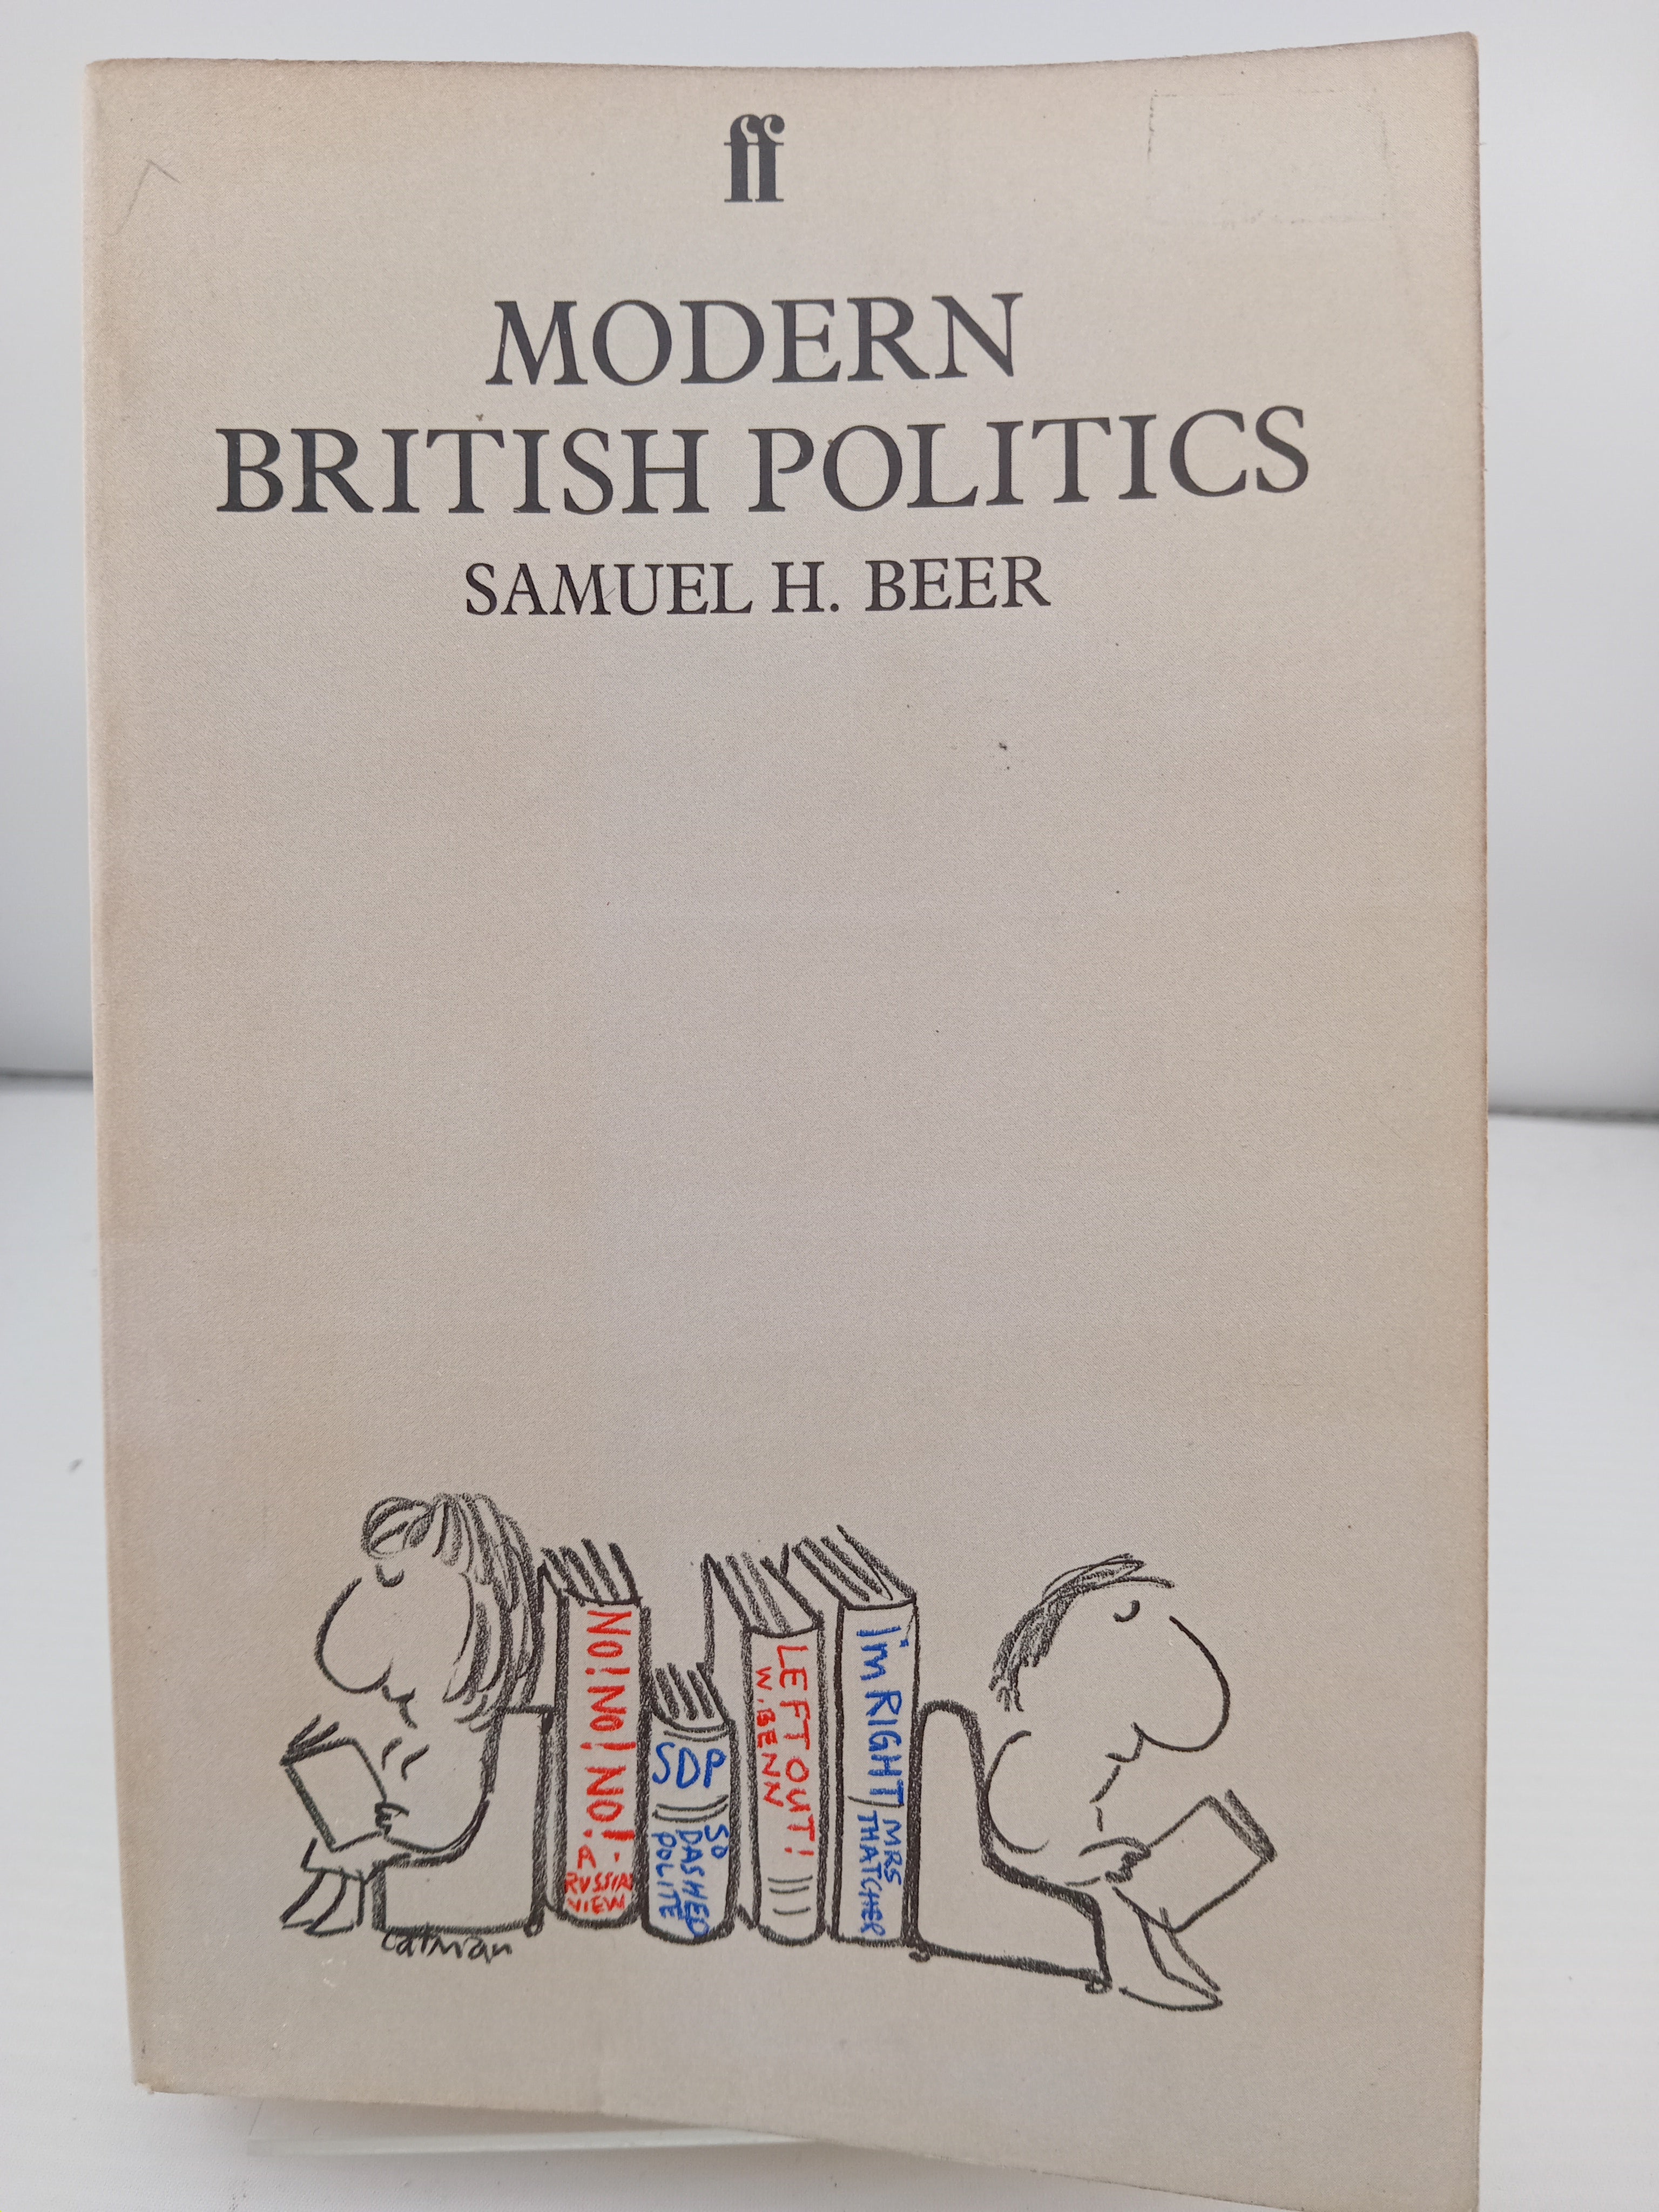 ff
MODERN
BRITISH POLITICS
SAMUEL H. BEER
NO! NO! NO!
A
RUSSIAN
VIEW
SDP
SO
DASHED
POLITE
LEFT OUT!
W. BENN
I'm RIGHT
MRS
THATCHER
calman